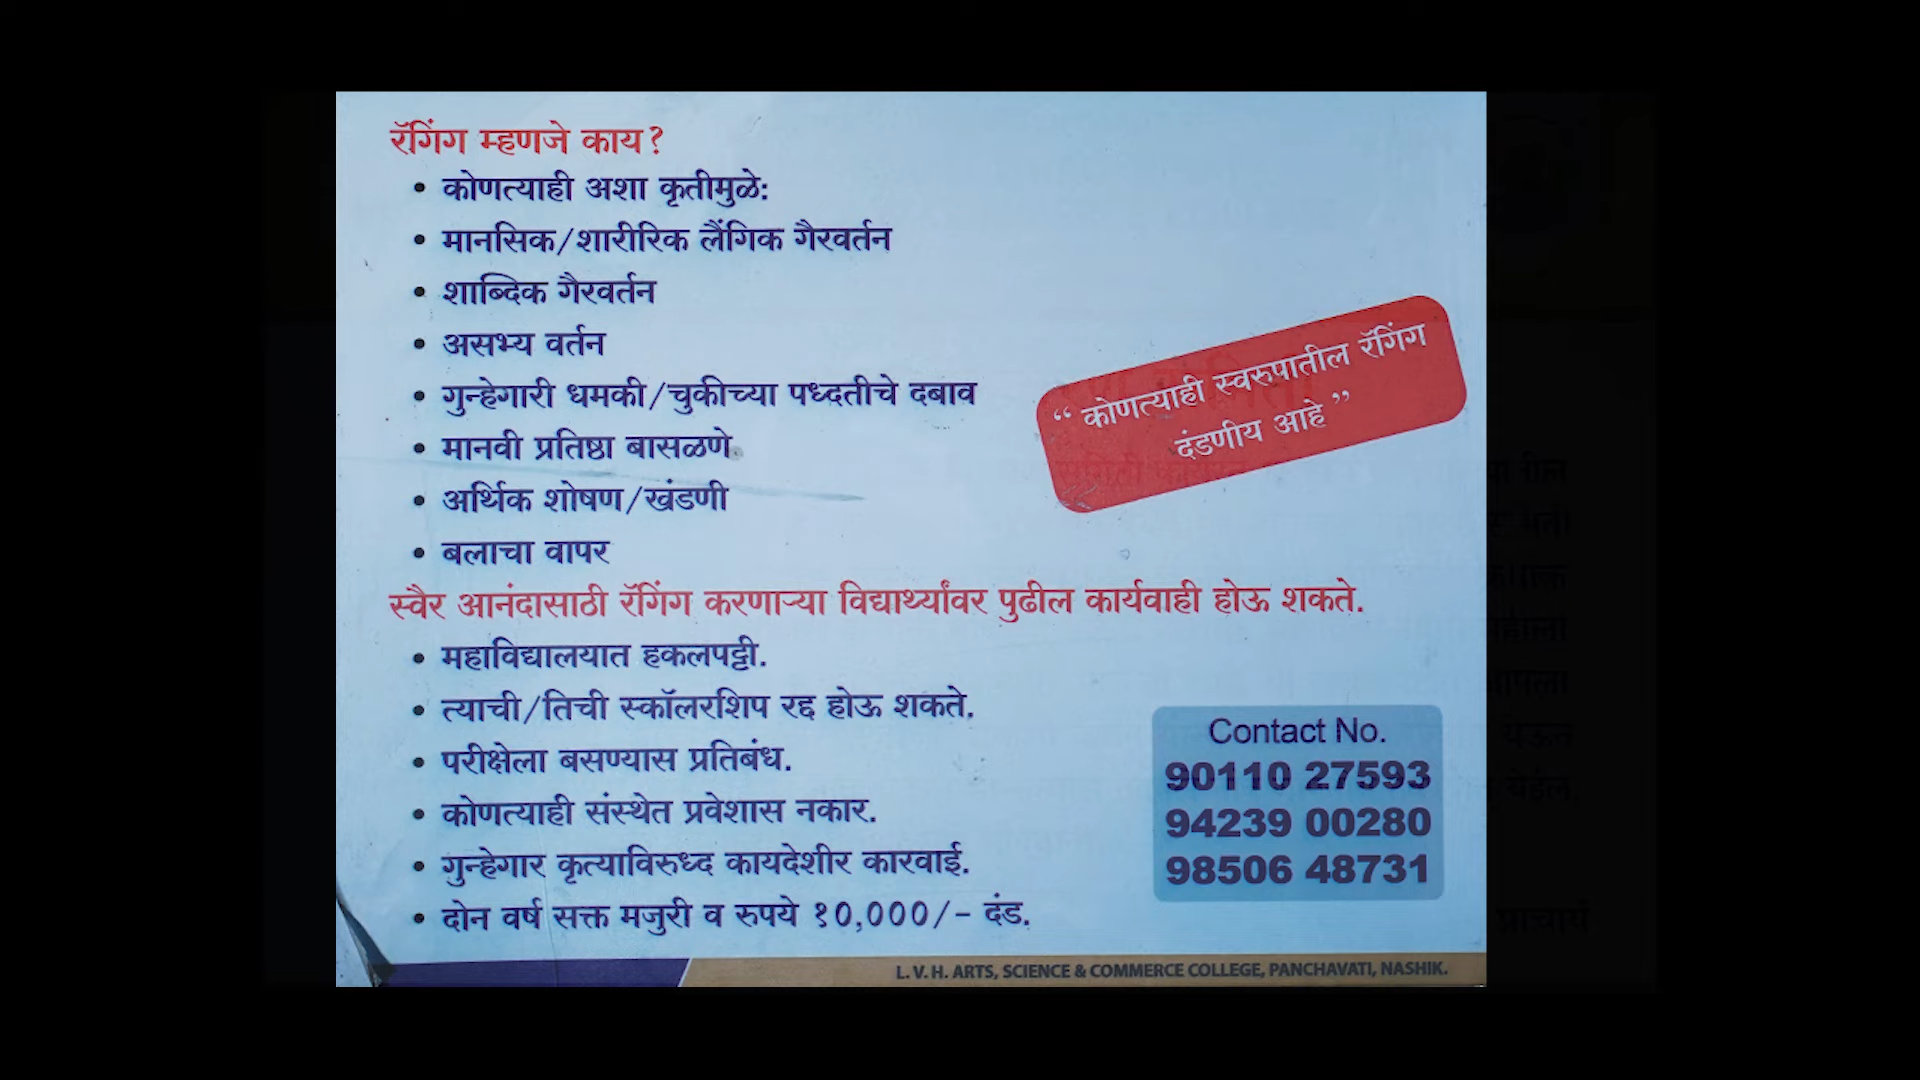 रॅगिंग म्हणजे काय?
• कोणत्याही अशा कृतीमुळे:
• मानसिक/शारीरिक लैंगिक गैरवर्तन
• शाब्दिक गैरवर्तन
• असभ्य वर्तन
• गुन्हेगारी धमकी/चुकीच्या पध्दतीचे दबाव
• मानवी प्रतिष्ठा बासळणे
• अर्थिक शोषण/खंडणी
• बलाचा वापर
“ कोणत्याही स्वरुपातील रॅगिंग
दंडणीय आहे ”
स्वैर आनंदासाठी रॅगिंग करणाऱ्या विद्यार्थ्यांवर पुढील कार्यवाही होऊ शकते.
• महाविद्यालयात हकलपट्टी.
• त्याची/तिची स्कॉलरशिप रद्द होऊ शकते.
• परीक्षेला बसण्यास प्रतिबंध.
• कोणत्याही संस्थेत प्रवेशास नकार.
• गुन्हेगार कृत्याविरुध्द कायदेशीर कारवाई.
• दोन वर्ष सक्त मजुरी व रुपये १०,०००/- दंड.
Contact No.
90110 27593
94239 00280
98506 48731
L. V. H. ARTS, SCIENCE & COMMERCE COLLEGE, PANCHAVATI, NASHIK.